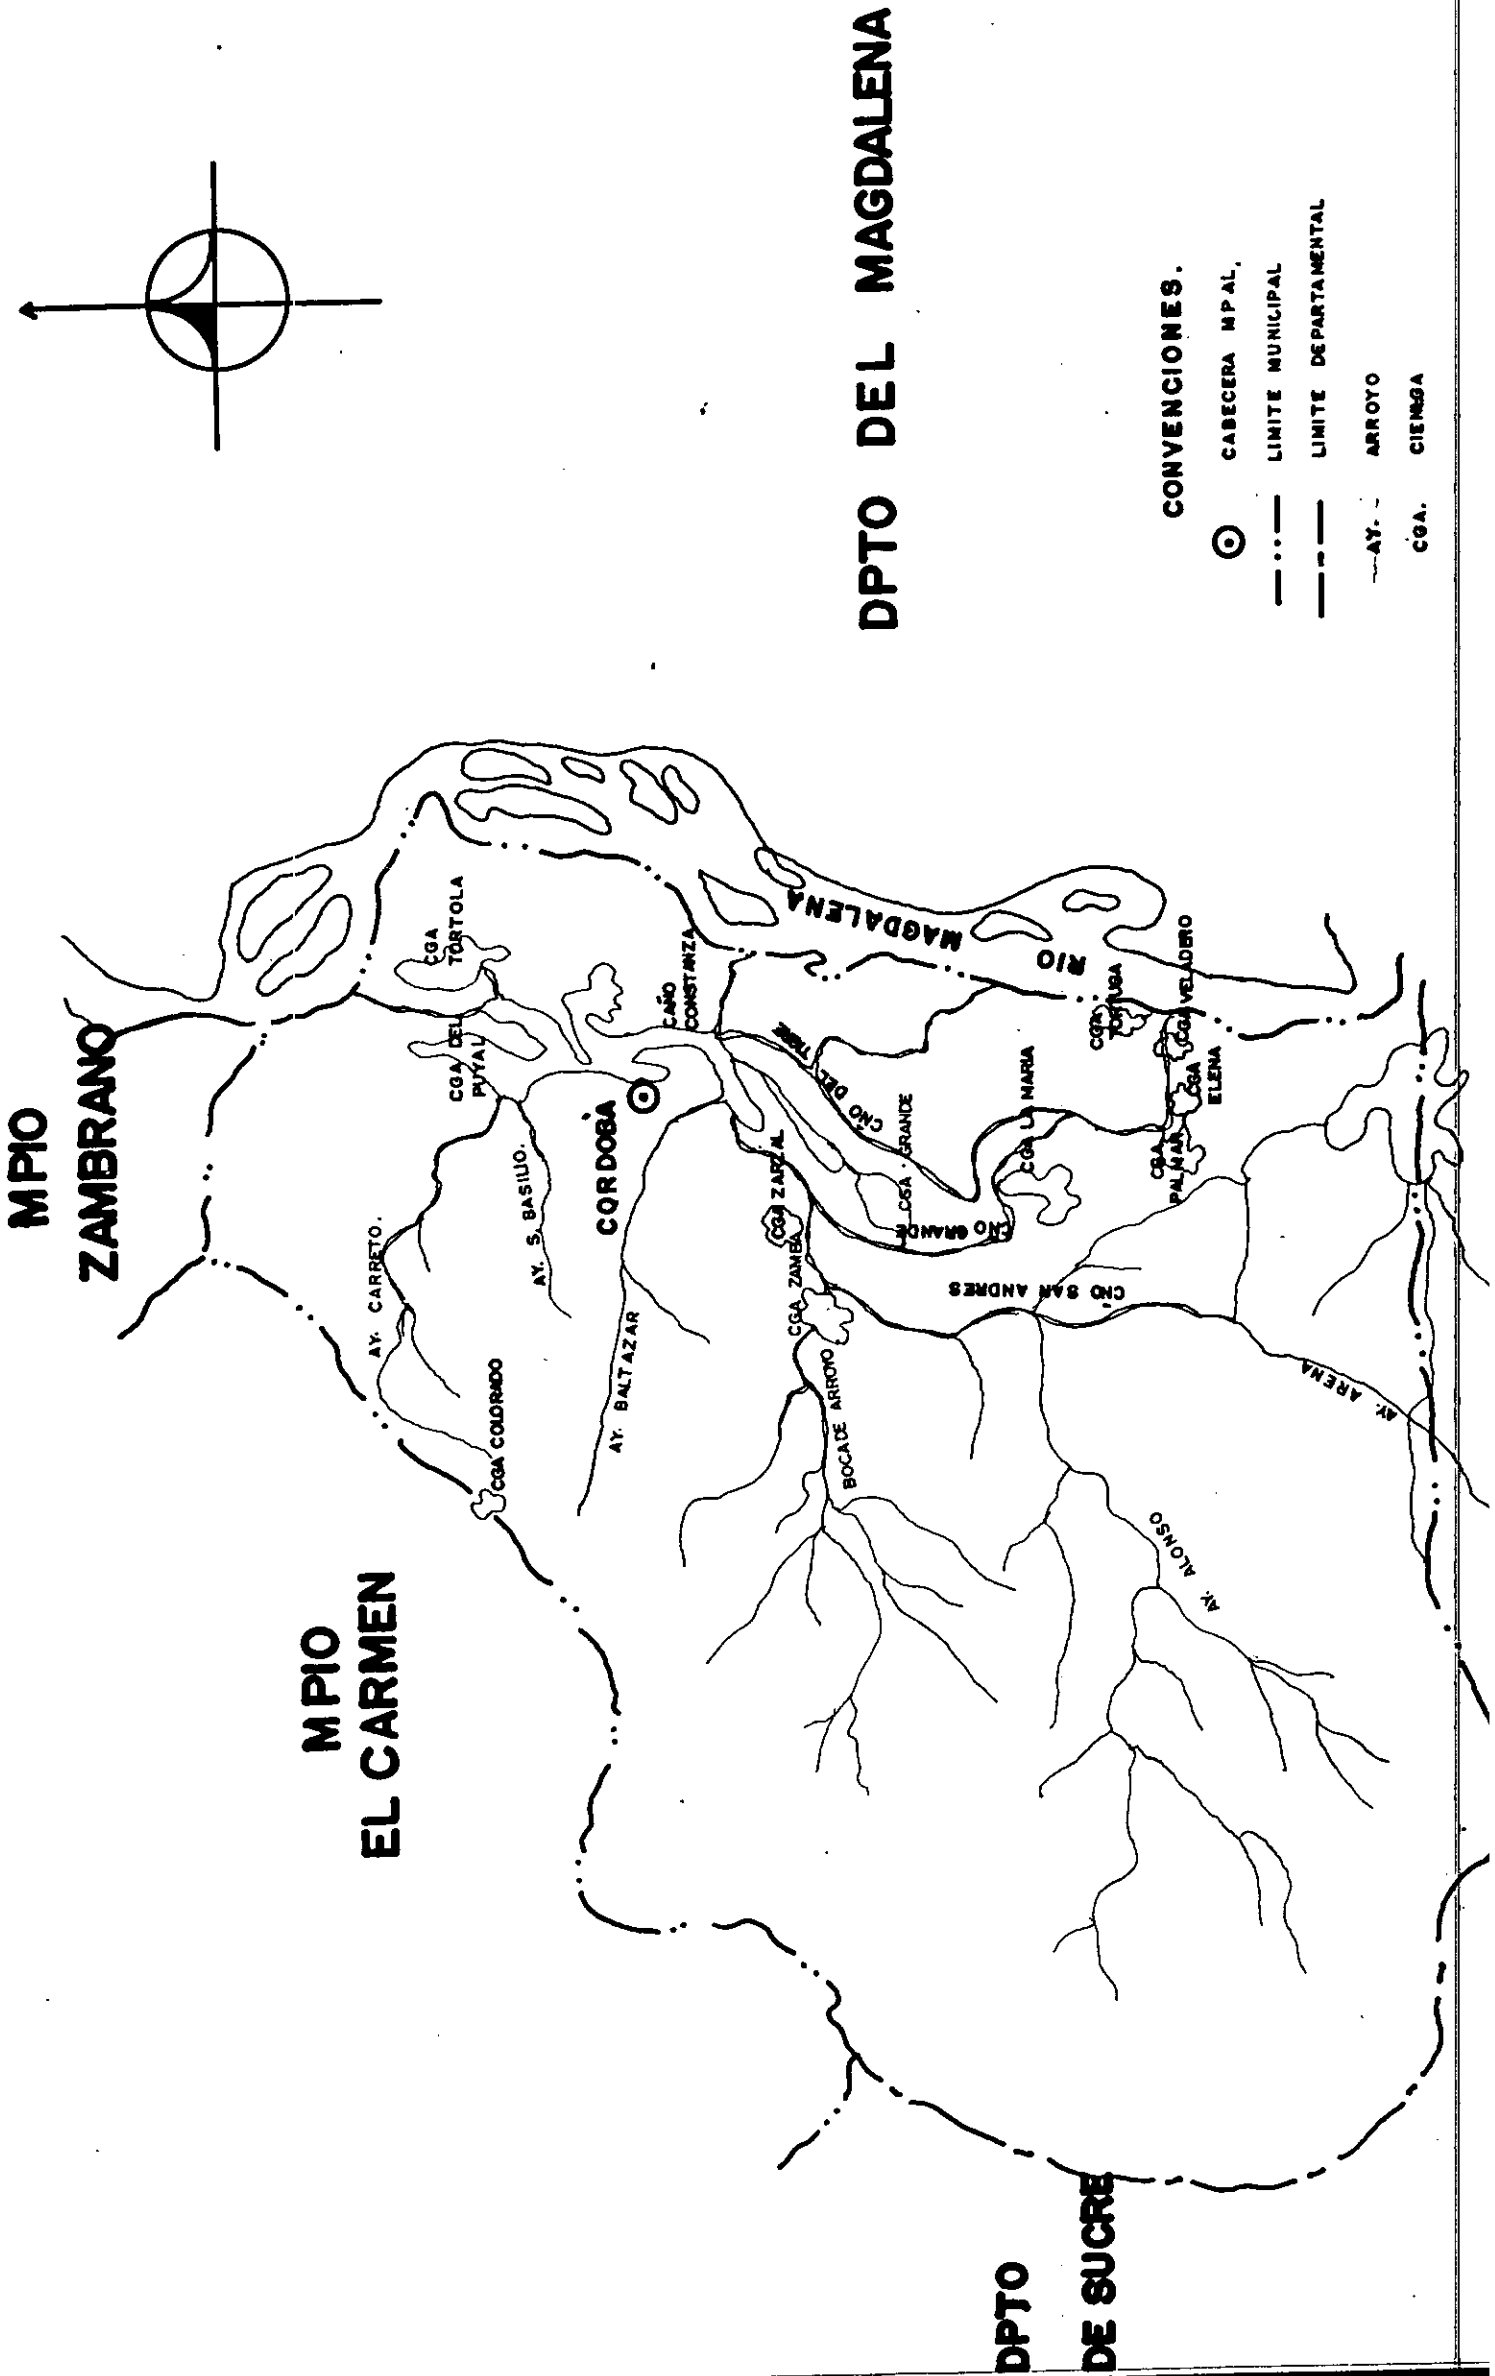 MPIO
ZAMBRANO
MPIO
EL CARMEN
DPTO
DE SUCRE
DPTO DEL MAGDALENA
CGA
TORTOLA
CGA DEL
PUYAL
AY. CARRETO.
CGA COLORADO
AY. S. BASILIO.
CORDOBA
CAÑO
CONSTANZA
AY. BALTAZAR
CGA ZARZAL
CGA ZAMBA
BOCA DE ARROYO
CÑO DEL TIGRE
CGA. GRANDE
CÑO GRANDE
CÑO SAN ANDRES
CGA LA MARIA
RIO MAGDALENA
CGA
TORTUGA
CGA VELADERO
CGA
ELENA
CGA
PALMAR
AY. ALONSO
AY. ARENA
CONVENCIONES.
CABECERA MPAL.
LIMITE MUNICIPAL
LIMITE DEPARTAMENTAL
AY. ARROYO
CGA. CIENEGA